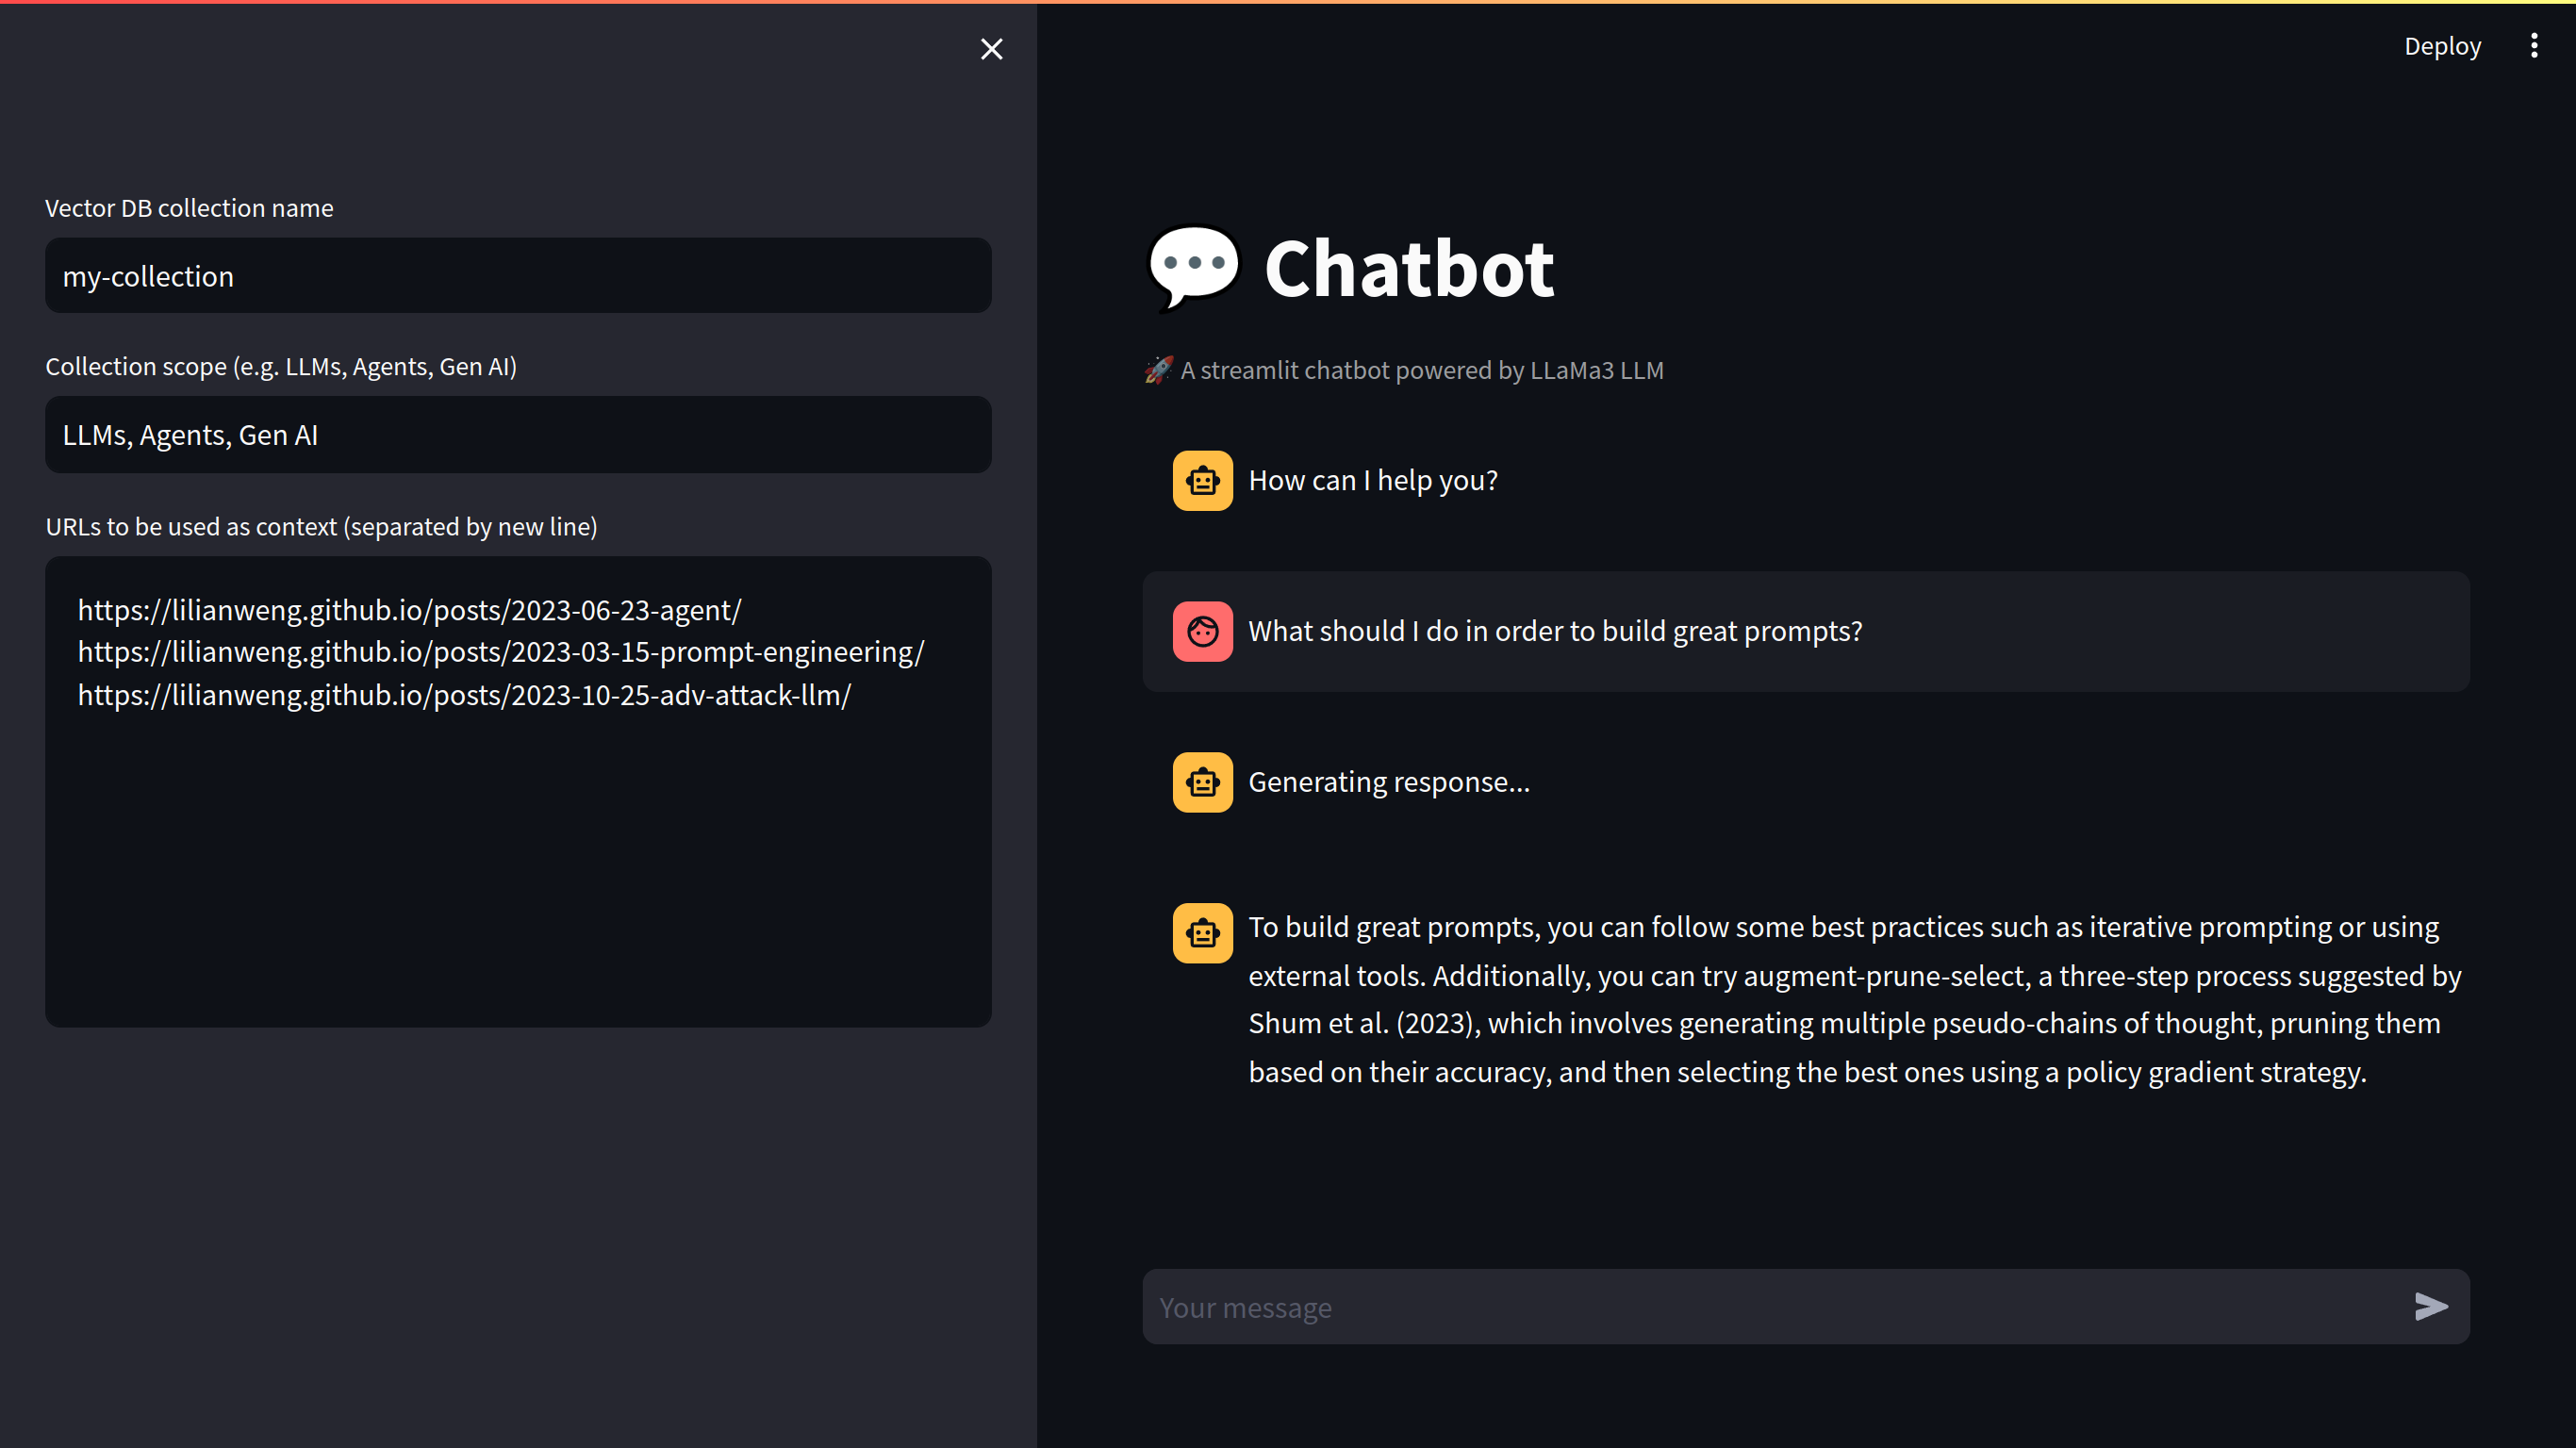 Deploy
Vector DB collection name
my-collection
Collection scope (e.g. LLMs, Agents, Gen AI)
LLMs, Agents, Gen AI
URLs to be used as context (separated by new line)
https://lilianweng.github.io/posts/2023-06-23-agent/
https://lilianweng.github.io/posts/2023-03-15-prompt-engineering/
https://lilianweng.github.io/posts/2023-10-25-adv-attack-llm/
💬 Chatbot
🚀 A streamlit chatbot powered by LLaMa3 LLM
How can I help you?
What should I do in order to build great prompts?
Generating response...
To build great prompts, you can follow some best practices such as iterative prompting or using
external tools. Additionally, you can try augment-prune-select, a three-step process suggested by
Shum et al. (2023), which involves generating multiple pseudo-chains of thought, pruning them
based on their accuracy, and then selecting the best ones using a policy gradient strategy.
Your message